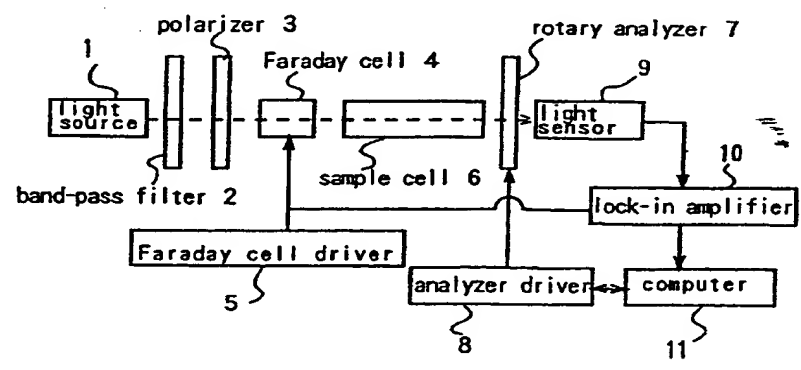 polarizer 3
rotary analyzer 7
1
Faraday cell 4
9
light
source
light
sensor
10
sample cell 6
band-pass filter 2
lock-in amplifier
Faraday cell driver
analyzer driver
computer
5
8
11